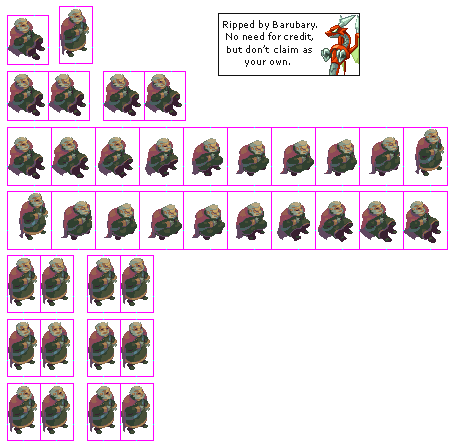 Ripped by Barubary.
No need for credit,
but don't claim as
your own.